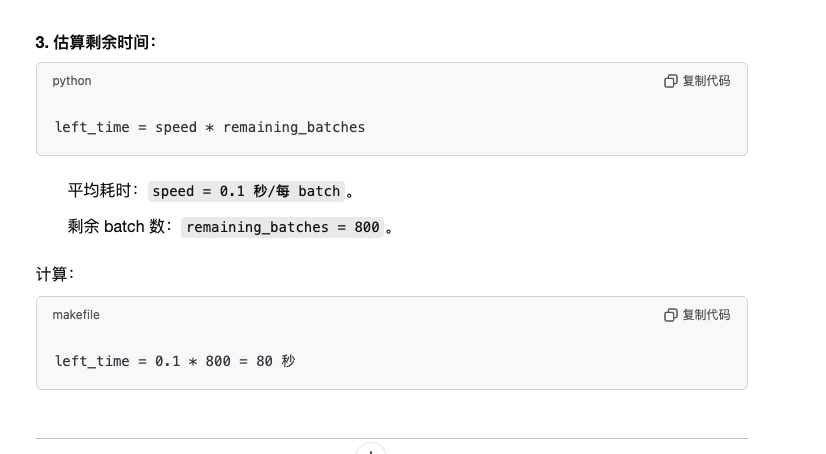 3. 估算剩余时间：
python
复制代码
left_time = speed * remaining_batches
平均耗时：speed = 0.1 秒/每 batch。
剩余 batch 数：remaining_batches = 800。
计算：
makefile
复制代码
left_time = 0.1 * 800 = 80 秒